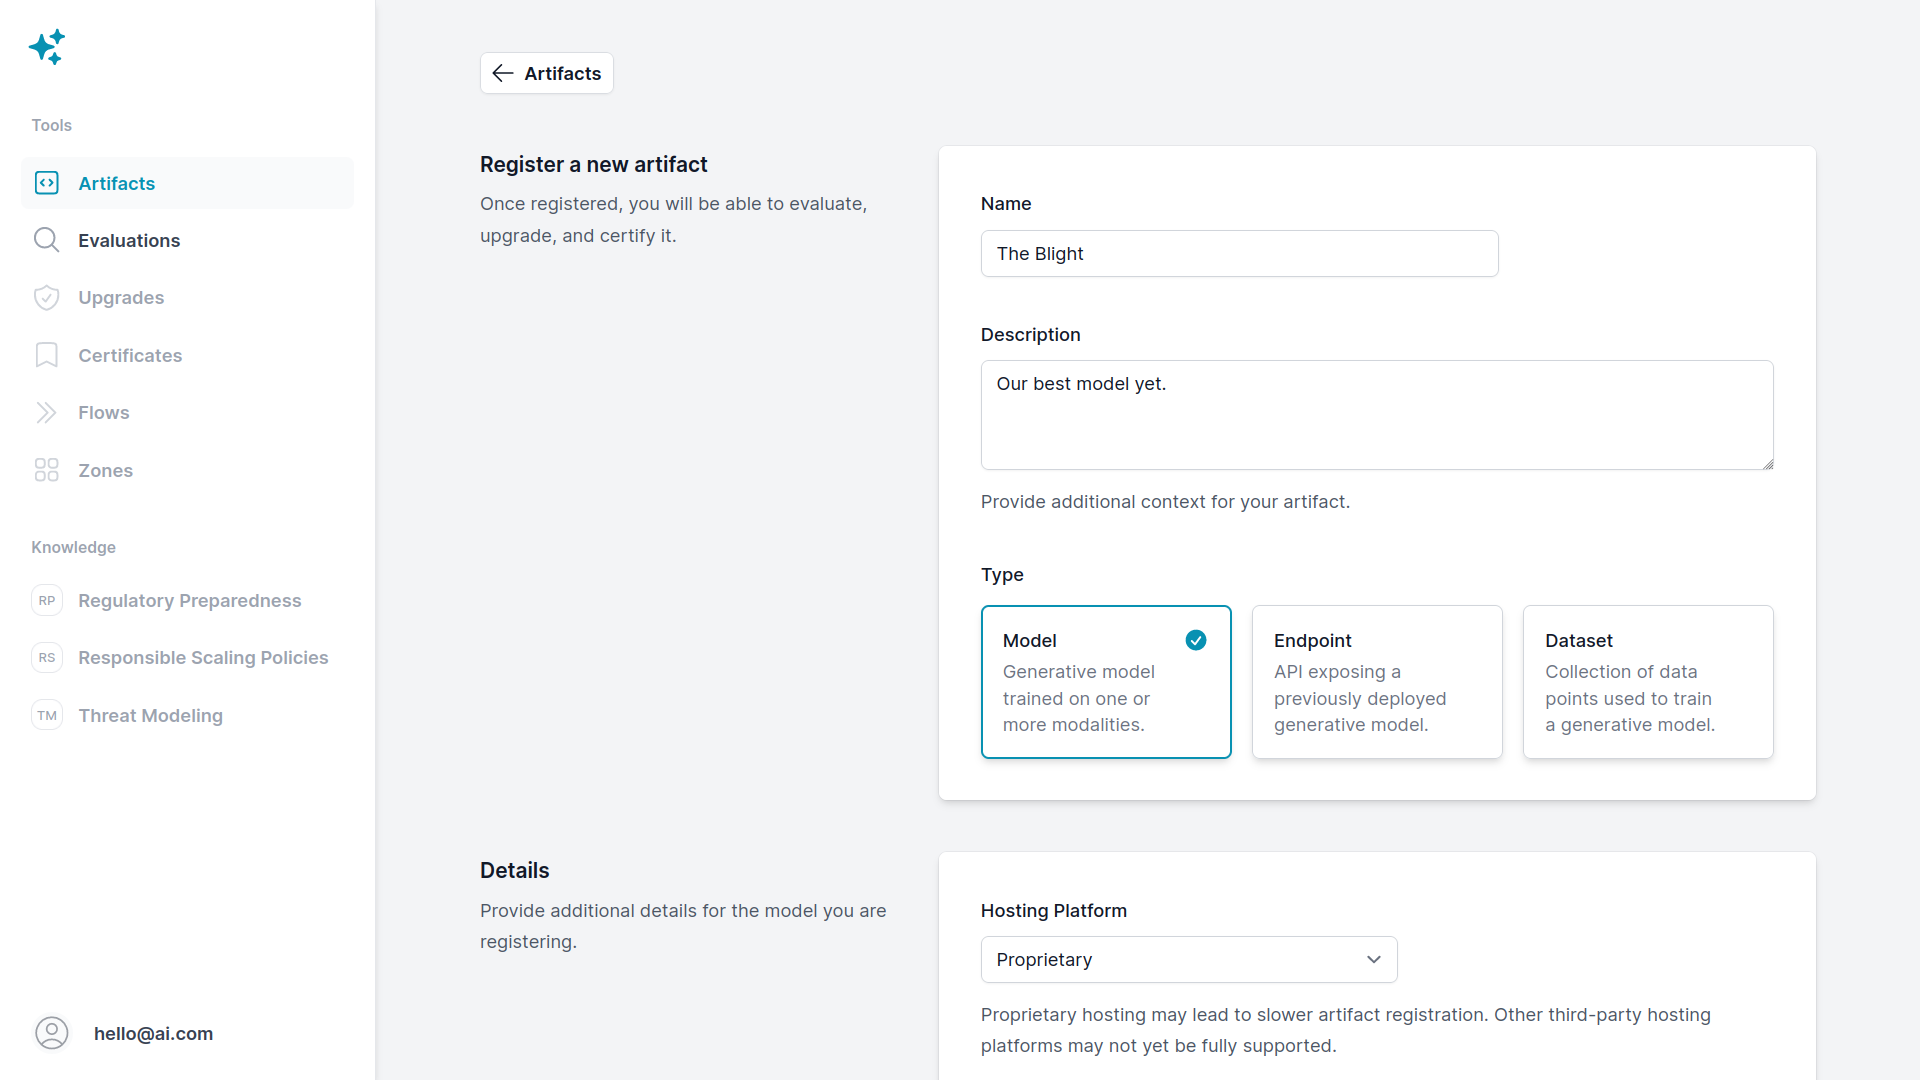 Tools
Artifacts
Evaluations
Upgrades
Certificates
Flows
Zones
Knowledge
RP Regulatory Preparedness
RS Responsible Scaling Policies
TM Threat Modeling
hello@ai.com
Artifacts
Register a new artifact
Once registered, you will be able to evaluate,
upgrade, and certify it.
Name
The Blight
Description
Our best model yet.
Provide additional context for your artifact.
Type
Model
Generative model
trained on one or
more modalities.
Endpoint
API exposing a
previously deployed
generative model.
Dataset
Collection of data
points used to train
a generative model.
Details
Provide additional details for the model you are
registering.
Hosting Platform
Proprietary
Proprietary hosting may lead to slower artifact registration. Other third-party hosting
platforms may not yet be fully supported.